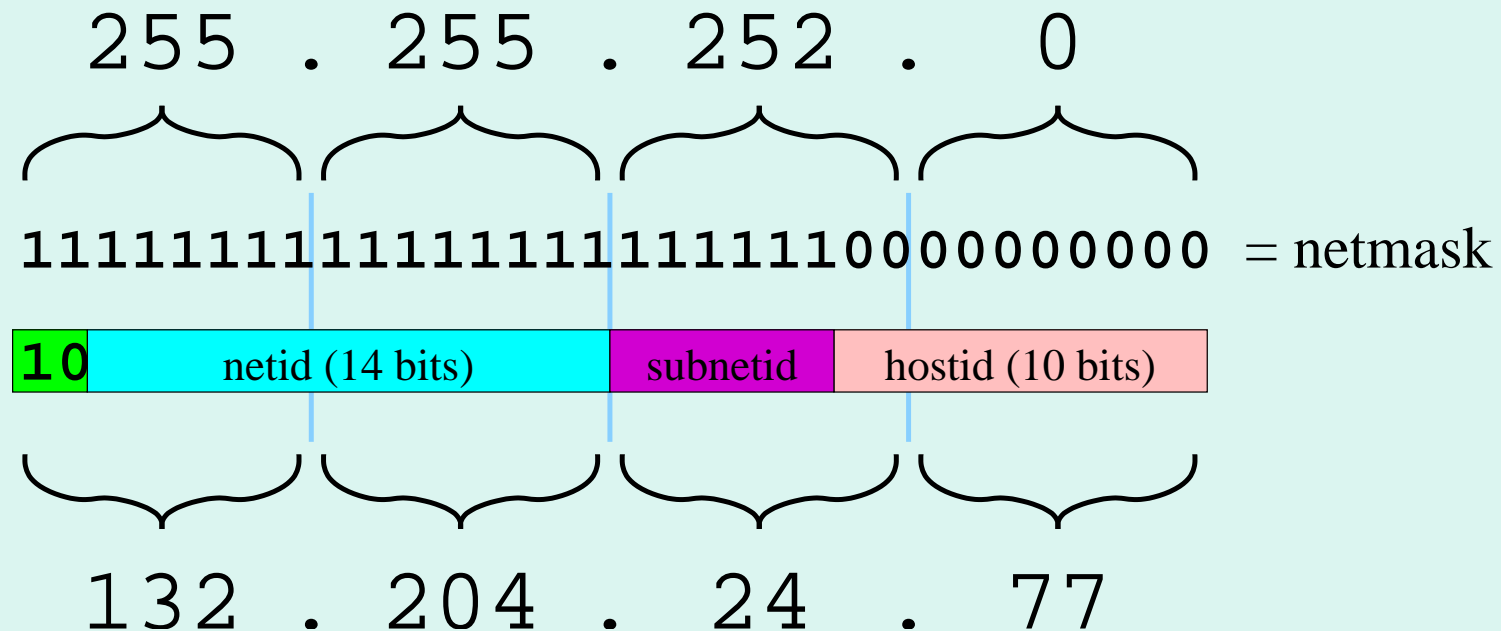 255 . 255 . 252 . 0
11111111111111111111110000000000 = netmask
10 netid (14 bits) subnetid hostid (10 bits)
132 . 204 . 24 . 77